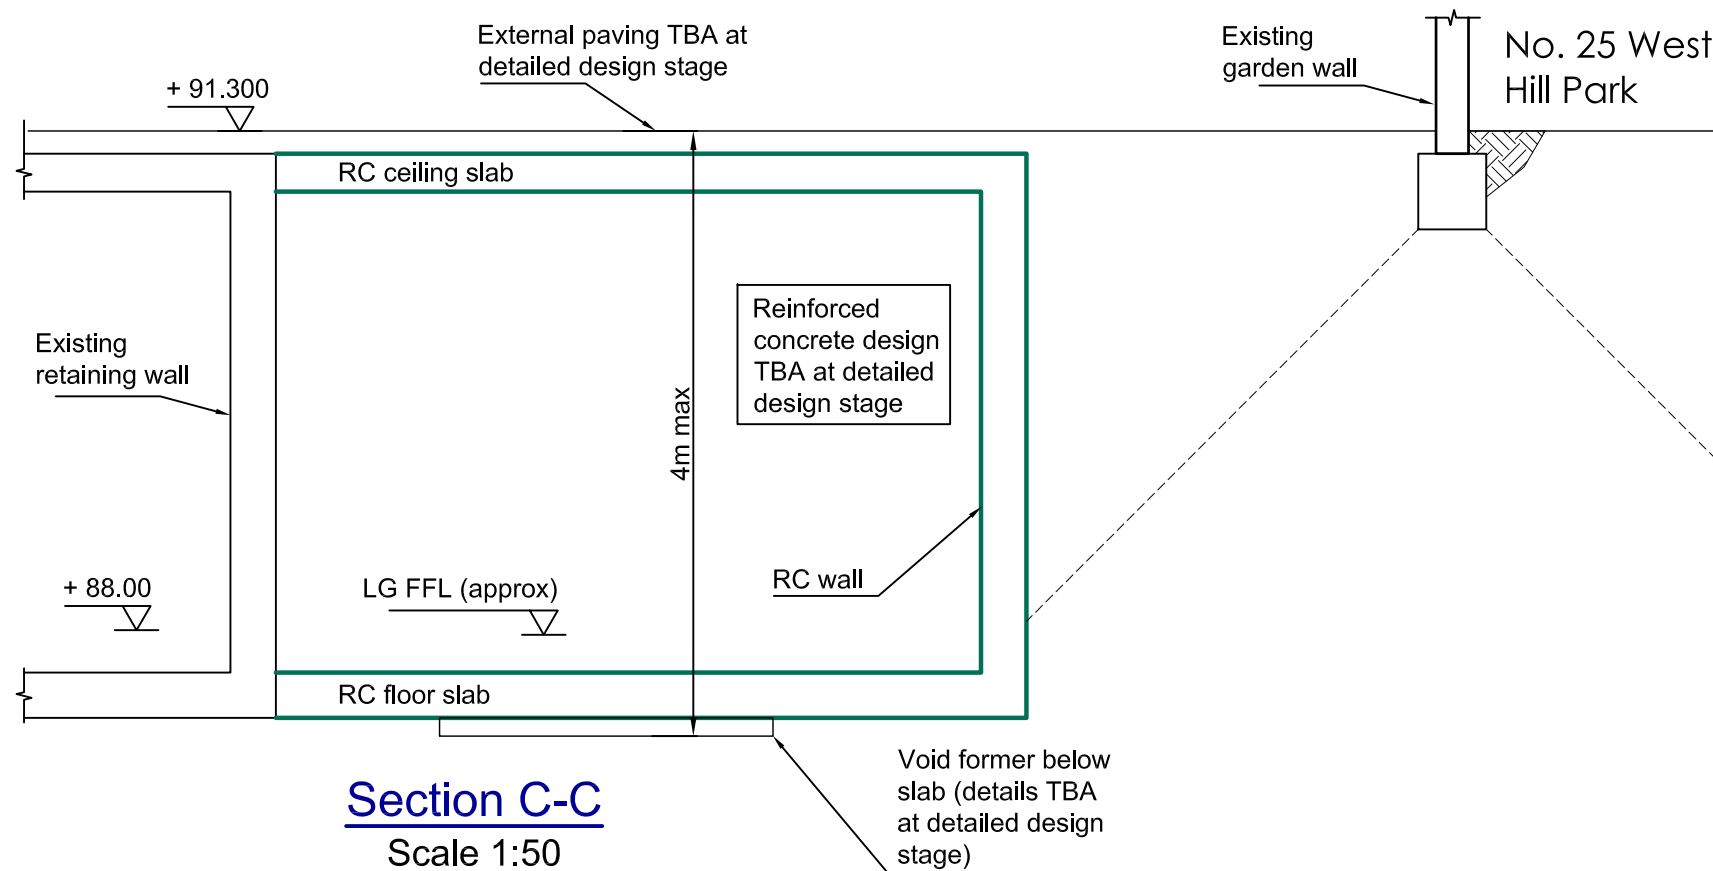 External paving TBA at
detailed design stage
Existing
garden wall
No. 25 West
Hill Park
+ 91.300
RC ceiling slab
Reinforced
concrete design
TBA at detailed
design stage
Existing
retaining wall
4m max
+ 88.00
LG FFL (approx)
RC wall
RC floor slab
Void former below
slab (details TBA
at detailed design
stage)
Section C-C
Scale 1:50